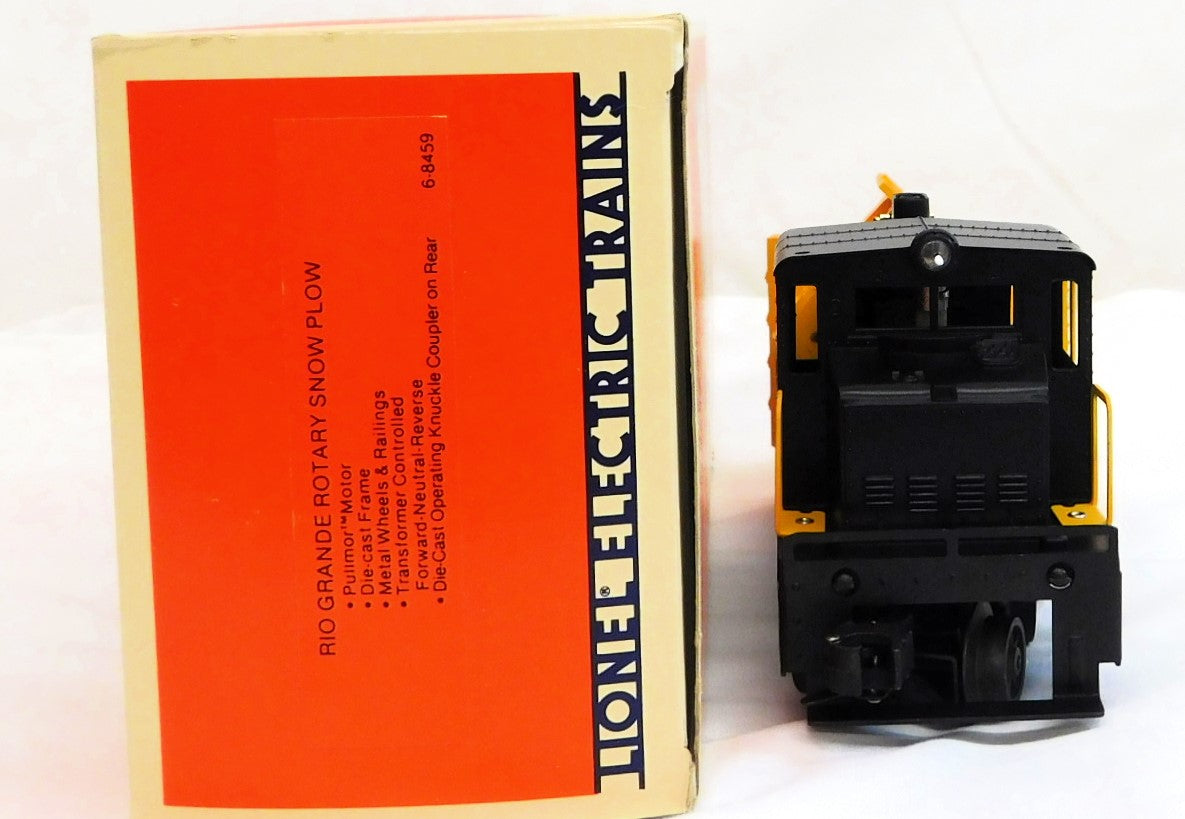 RIO GRANDE ROTARY SNOW PLOW
• Pullmor™Motor
• Die-cast Frame
• Metal Wheels & Railings
• Transformer Controlled
Forward-Neutral-Reverse
• Die-Cast Operating Knuckle Coupler on Rear 6-8459
LIONEL® ELECTRIC TRAINS